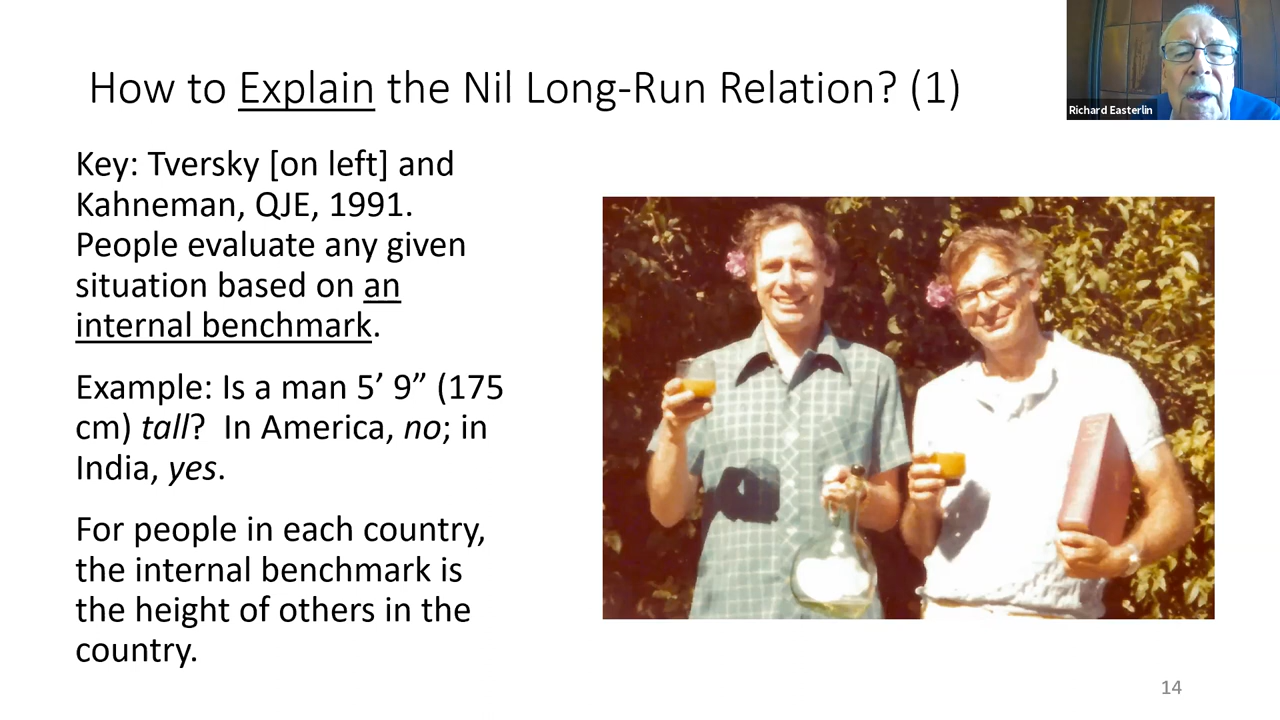 How to Explain the Nil Long-Run Relation? (1)
Richard Easterlin
Key: Tversky [on left] and
Kahneman, QJE, 1991.
People evaluate any given
situation based on an
internal benchmark.
Example: Is a man 5’ 9” (175
cm) tall?  In America, no; in
India, yes.
For people in each country,
the internal benchmark is
the height of others in the
country.
14